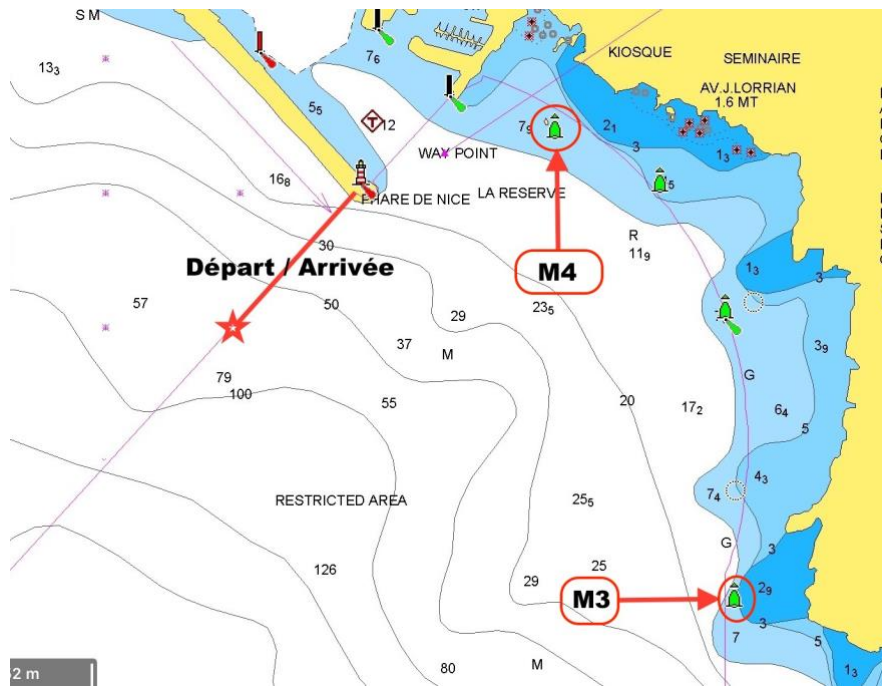 S M
13₃
7₆
KIOSQUE
SEMINAIRE
AV.J.LORRIAN
1.6 MT
5₅
12
7₉
2₁
3
1₃
WAY POINT
16₈
PHARE DE NICE
LA RESERVE
5
R
11₉
30
Départ / Arrivée
M4
1₃
3
57
50
29
23₅
37
M
3₉
79
100
55
G
20
17₂
6₄
5
4₃
RESTRICTED AREA
25₅
7₄
G
3
126
29
25
M3
2₉
3
7
5
80
M
1₃
2 m